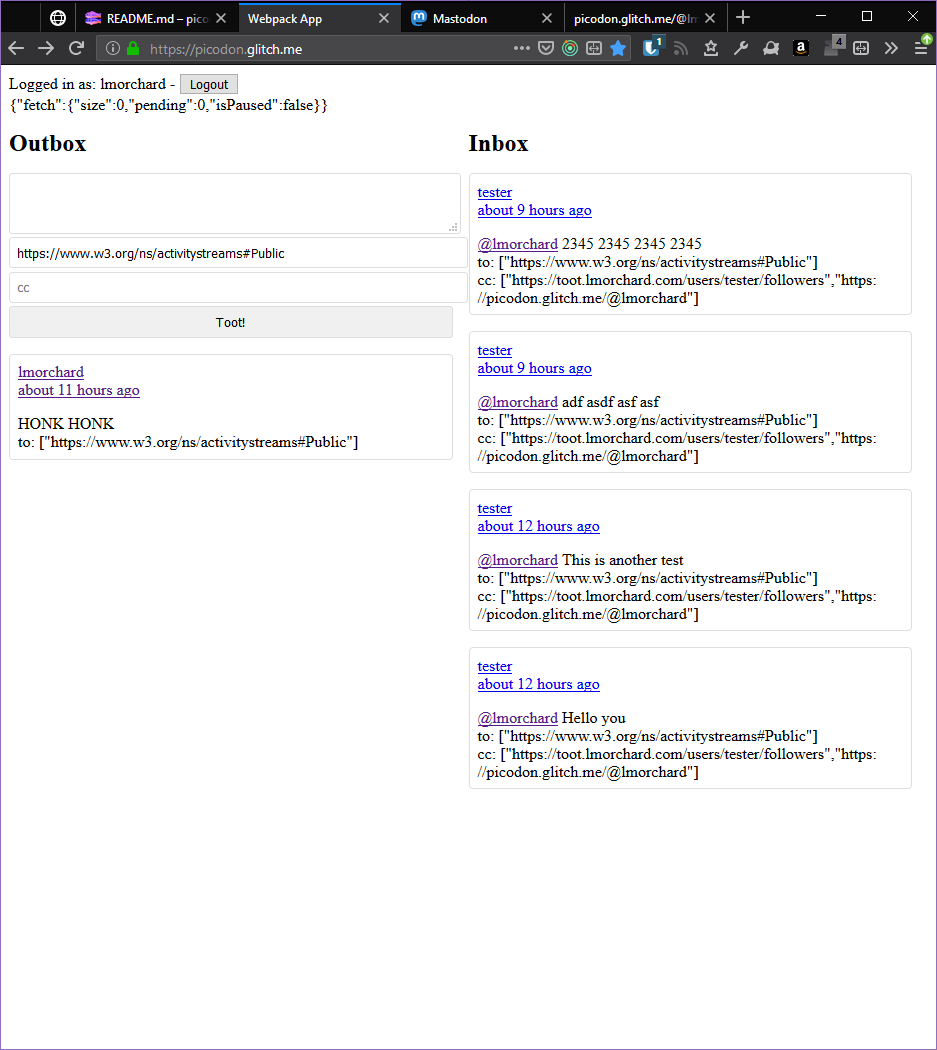 README.md – pico
Webpack App
Mastodon
picodon.glitch.me/@lm
https://picodon.glitch.me
1
4
Logged in as: lmorchard - Logout
{"fetch":{"size":0,"pending":0,"isPaused":false}}
Outbox
https://www.w3.org/ns/activitystreams#Public
cc
Toot!
lmorchard
about 11 hours ago
HONK HONK
to: ["https://www.w3.org/ns/activitystreams#Public"]
Inbox
tester
about 9 hours ago
@lmorchard 2345 2345 2345 2345
to: ["https://www.w3.org/ns/activitystreams#Public"]
cc: ["https://toot.lmorchard.com/users/tester/followers","https:
//picodon.glitch.me/@lmorchard"]
tester
about 9 hours ago
@lmorchard adf asdf asf asf
to: ["https://www.w3.org/ns/activitystreams#Public"]
cc: ["https://toot.lmorchard.com/users/tester/followers","https:
//picodon.glitch.me/@lmorchard"]
tester
about 12 hours ago
@lmorchard This is another test
to: ["https://www.w3.org/ns/activitystreams#Public"]
cc: ["https://toot.lmorchard.com/users/tester/followers","https:
//picodon.glitch.me/@lmorchard"]
tester
about 12 hours ago
@lmorchard Hello you
to: ["https://www.w3.org/ns/activitystreams#Public"]
cc: ["https://toot.lmorchard.com/users/tester/followers","https:
//picodon.glitch.me/@lmorchard"]